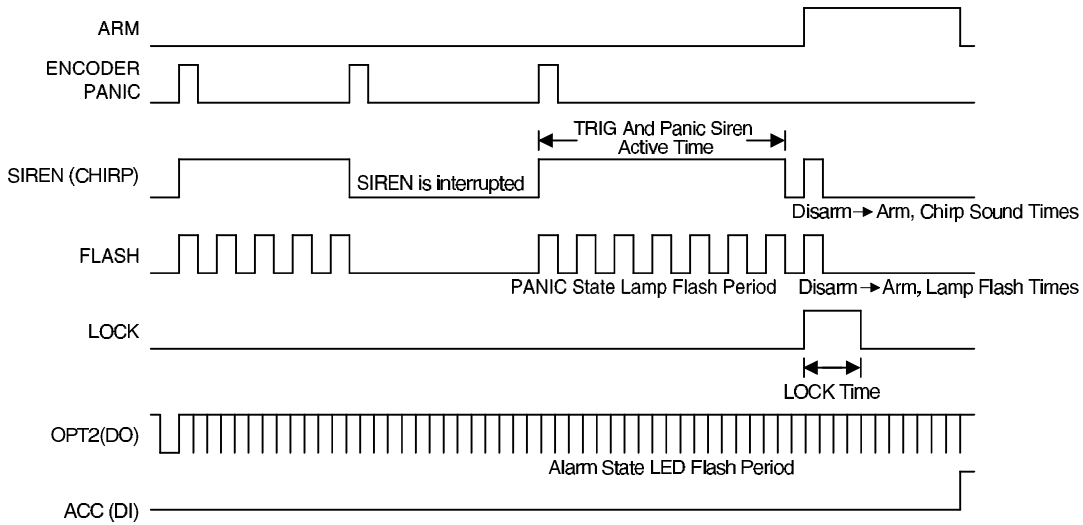 ARM
ENCODER
PANIC
TRIG And Panic Siren
Active Time
SIREN (CHIRP)
SIREN is interrupted
Disarm→Arm, Chirp Sound Times
FLASH
PANIC State Lamp Flash Period
Disarm→Arm, Lamp Flash Times
LOCK
LOCK Time
OPT2(DO)
Alarm State LED Flash Period
ACC (DI)